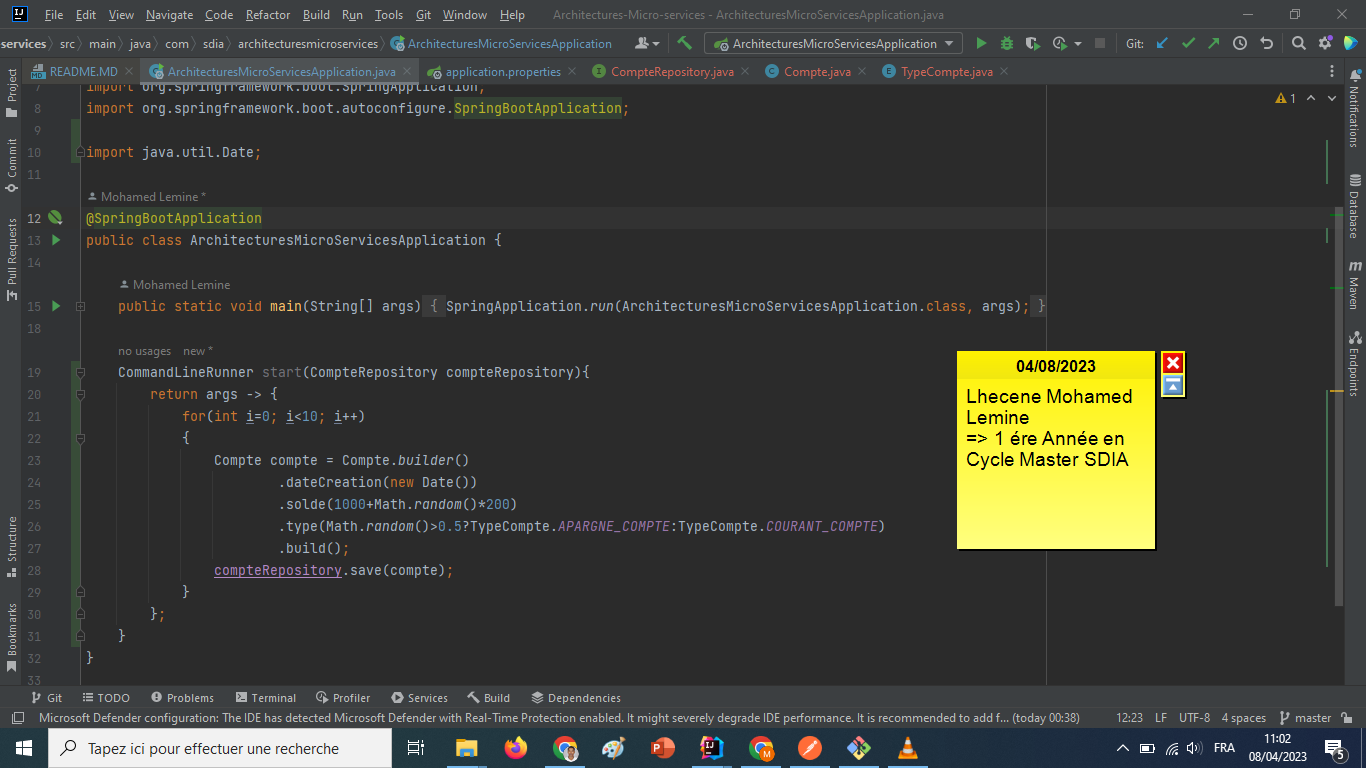 File Edit View Navigate Code Refactor Build Run Tools Git Window Help Architectures-Micro-services - ArchitecturesMicroServicesApplication.java
services src main java com sdia architecturesmicroservices ArchitecturesMicroServicesApplication ArchitecturesMicroServicesApplication Git:
README.MD ArchitecturesMicroServicesApplication.java application.properties CompteRepository.java Compte.java TypeCompte.java
Project
Commit
Pull Requests
Structure
Bookmarks
7 import org.springframework.boot.SpringApplication;
8 import org.springframework.boot.autoconfigure.SpringBootApplication;
1
9
10 import java.util.Date;
11
Mohamed Lemine *
12 @SpringBootApplication
13 public class ArchitecturesMicroServicesApplication {
14
Mohamed Lemine
15 public static void main(String[] args) { SpringApplication.run(ArchitecturesMicroServicesApplication.class, args); }
18
no usages new *
19 CommandLineRunner start(CompteRepository compteRepository){
20 return args -> {
21 for(int i=0; i<10; i++)
22 {
23 Compte compte = Compte.builder()
24 .dateCreation(new Date())
25 .solde(1000+Math.random()*200)
26 .type(Math.random()>0.5?TypeCompte.APARGNE_COMPTE:TypeCompte.COURANT_COMPTE)
27 .build();
28 compteRepository.save(compte);
29 }
30 };
31 }
32 }
33
04/08/2023
Lhecene Mohamed
Lemine
=> 1 ére Année en
Cycle Master SDIA
Notifications
Database
m Maven
Endpoints
Git TODO Problems Terminal Profiler Services Build Dependencies
Microsoft Defender configuration: The IDE has detected Microsoft Defender with Real-Time Protection enabled. It might severely degrade IDE performance. It is recommended to add f... (today 00:38) 12:23 LF UTF-8 4 spaces master
Tapez ici pour effectuer une recherche
FRA
11:02
08/04/2023
5